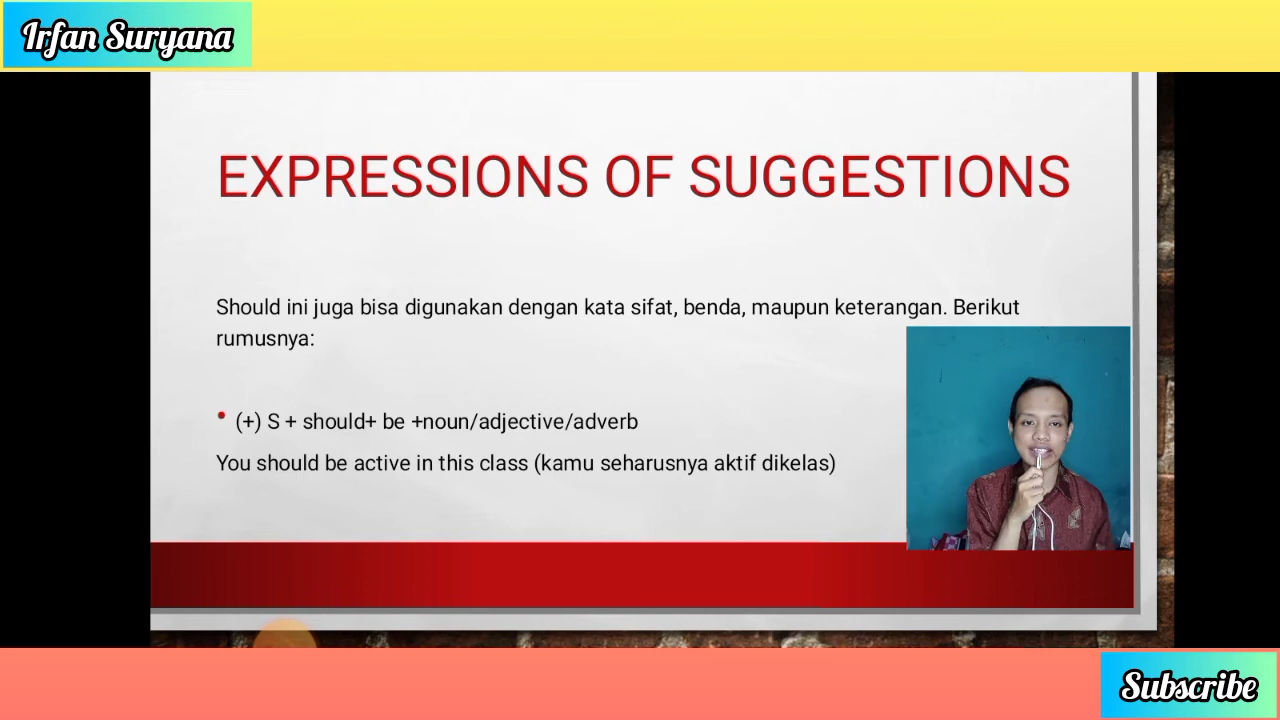 Irfan Suryana
EXPRESSIONS OF SUGGESTIONS
Should ini juga bisa digunakan dengan kata sifat, benda, maupun keterangan. Berikut
rumusnya:
• (+) S + should+ be +noun/adjective/adverb
You should be active in this class (kamu seharusnya aktif dikelas)
Subscribe